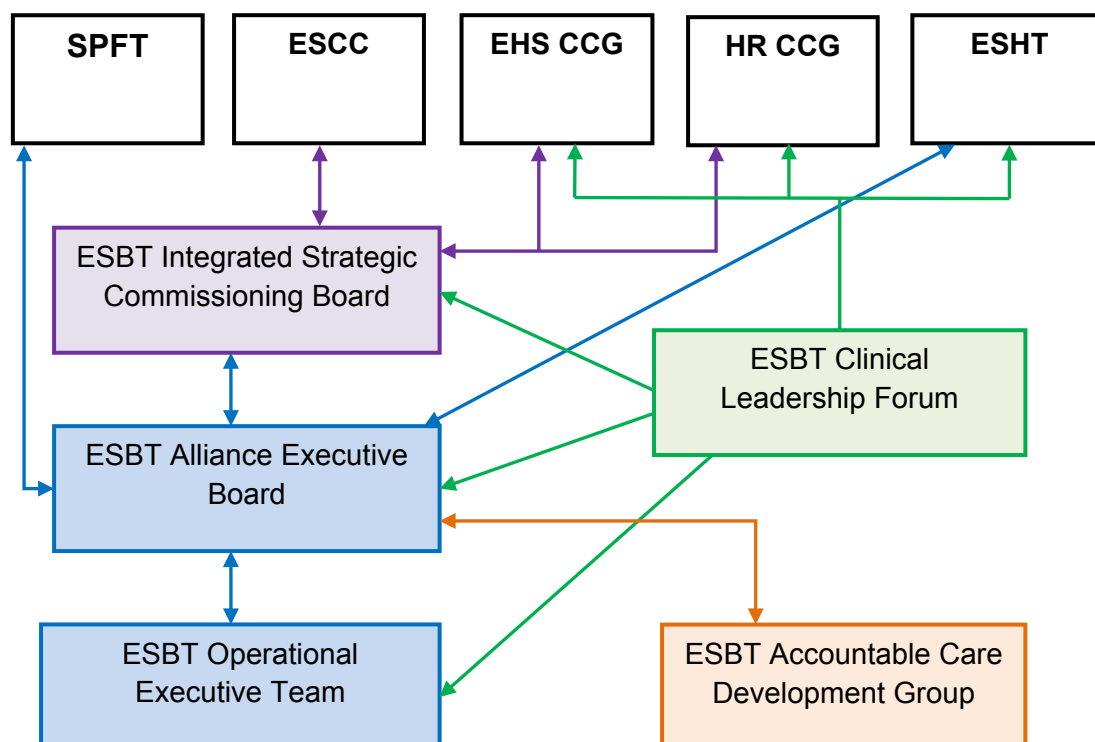 SPFT
ESCC
EHS CCG
HR CCG
ESHT
ESBT Integrated Strategic
Commissioning Board
ESBT Clinical
Leadership Forum
ESBT Alliance Executive
Board
ESBT Operational
Executive Team
ESBT Accountable Care
Development Group